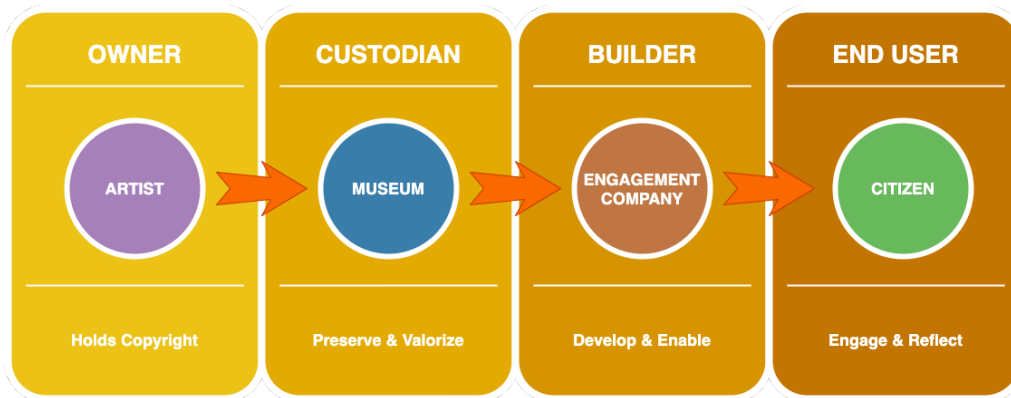 OWNER
ARTIST
Holds Copyright
CUSTODIAN
MUSEUM
Preserve & Valorize
BUILDER
ENGAGEMENT
COMPANY
Develop & Enable
END USER
CITIZEN
Engage & Reflect